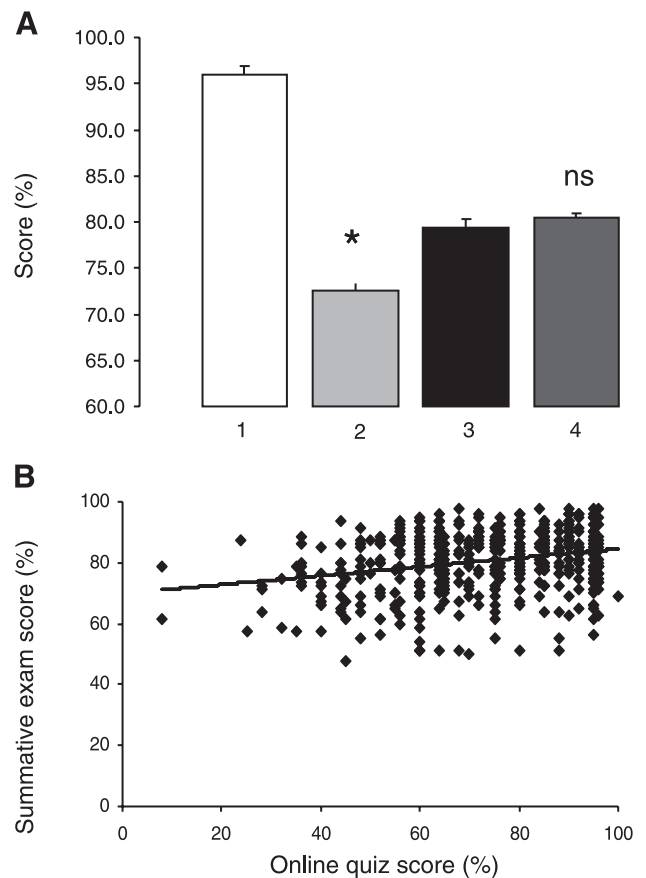 A
100.0
95.0
90.0
85.0
80.0
75.0
70.0
65.0
60.0
Score (%)
*
ns
1 2 3 4
B
100
80
60
40
20
0
Summative exam score (%)
0 20 40 60 80 100
Online quiz score (%)